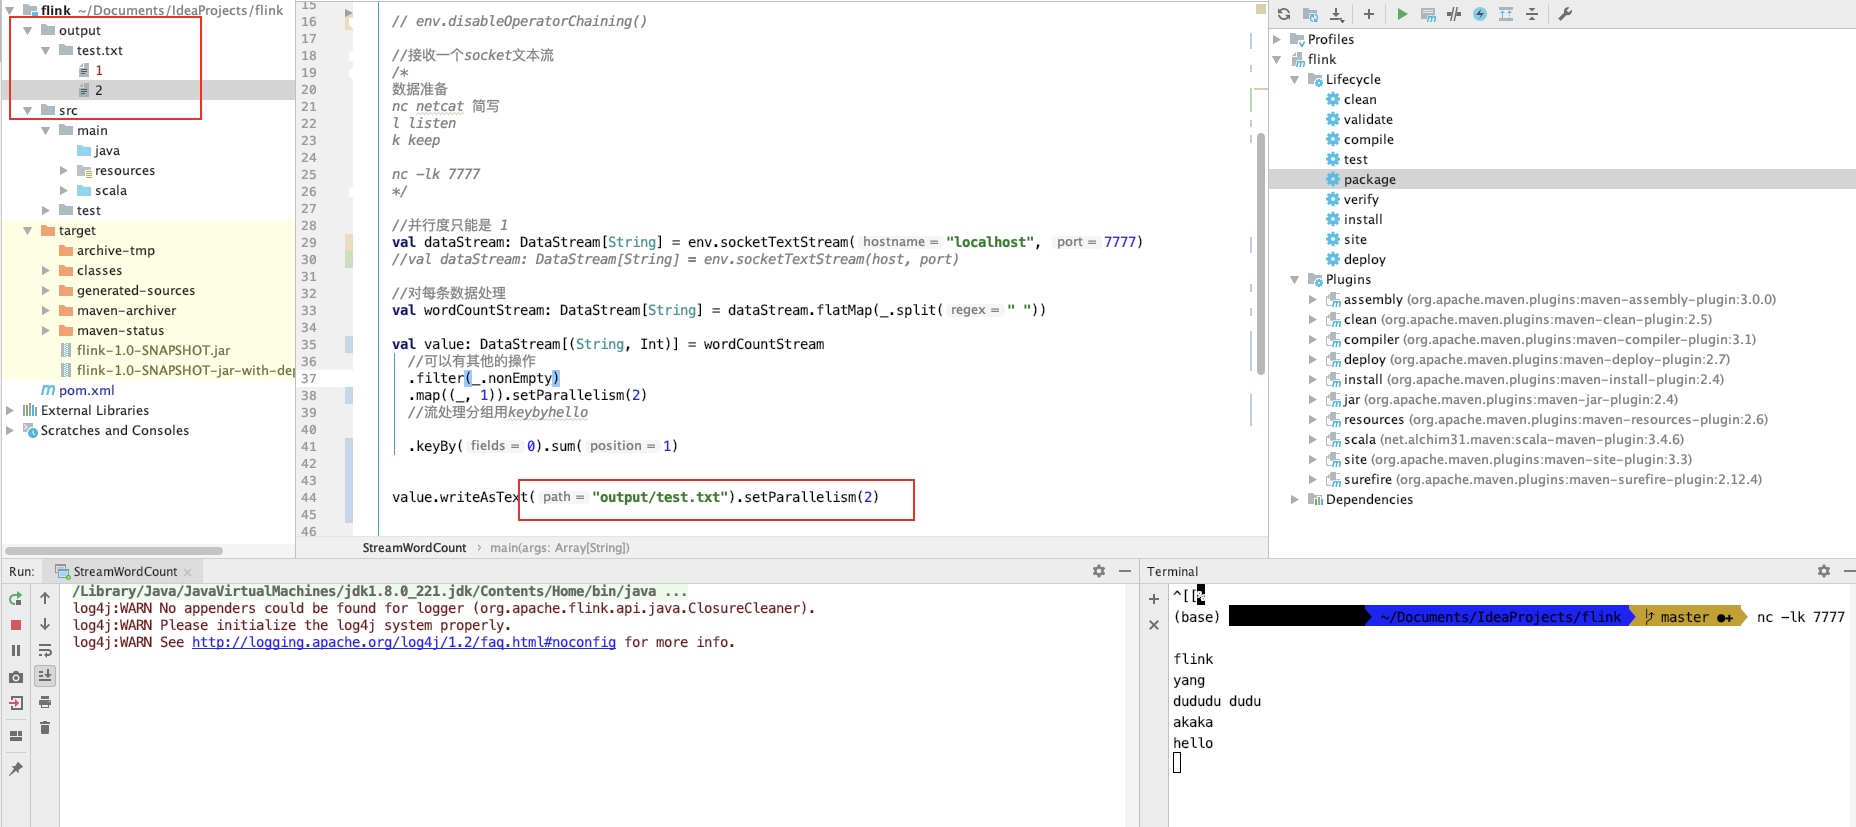 flink ~/Documents/IdeaProjects/flink
output
test.txt
1
2
src
main
java
resources
scala
test
target
archive-tmp
classes
generated-sources
maven-archiver
maven-status
flink-1.0-SNAPSHOT.jar
flink-1.0-SNAPSHOT-jar-with-dep
pom.xml
External Libraries
Scratches and Consoles
15
16 // env.disableOperatorChaining()
17
18 //接收一个socket文本流
19 /*
20 数据准备
21 nc netcat 简写
22 l listen
23 k keep
24
25 nc -lk 7777
26 */
27
28 //并行度只能是 1
29 val dataStream: DataStream[String] = env.socketTextStream( hostname = "localhost", port = 7777)
30 //val dataStream: DataStream[String] = env.socketTextStream(host, port)
31
32 //对每条数据处理
33 val wordCountStream: DataStream[String] = dataStream.flatMap(_.split( regex = " "))
34
35 val value: DataStream[(String, Int)] = wordCountStream
36 //可以有其他的操作
37 .filter(_.nonEmpty)
38 .map((_, 1)).setParallelism(2)
39 //流处理分组用keybyhello
40
41 .keyBy( fields = 0).sum( position = 1)
42
43
44 value.writeAsText( path = "output/test.txt").setParallelism(2)
45
46
StreamWordCount › main(args: Array[String])
Profiles
flink
Lifecycle
clean
validate
compile
test
package
verify
install
site
deploy
Plugins
assembly (org.apache.maven.plugins:maven-assembly-plugin:3.0.0)
clean (org.apache.maven.plugins:maven-clean-plugin:2.5)
compiler (org.apache.maven.plugins:maven-compiler-plugin:3.1)
deploy (org.apache.maven.plugins:maven-deploy-plugin:2.7)
install (org.apache.maven.plugins:maven-install-plugin:2.4)
jar (org.apache.maven.plugins:maven-jar-plugin:2.4)
resources (org.apache.maven.plugins:maven-resources-plugin:2.6)
scala (net.alchim31.maven:scala-maven-plugin:3.4.6)
site (org.apache.maven.plugins:maven-site-plugin:3.3)
surefire (org.apache.maven.plugins:maven-surefire-plugin:2.12.4)
Dependencies
Run: StreamWordCount
/Library/Java/JavaVirtualMachines/jdk1.8.0_221.jdk/Contents/Home/bin/java ...
log4j:WARN No appenders could be found for logger (org.apache.flink.api.java.ClosureCleaner).
log4j:WARN Please initialize the log4j system properly.
log4j:WARN See http://logging.apache.org/log4j/1.2/faq.html#noconfig for more info.
Terminal
^[[%
(base) ~/Documents/IdeaProjects/flink master ●+ nc -lk 7777
flink
yang
dududu dudu
akaka
hello